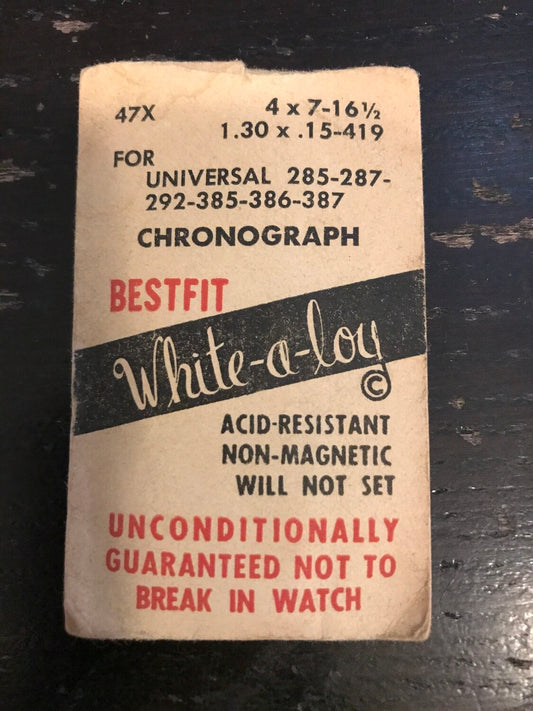 47X
4 x 7-16½
1.30 x .15-419
FOR
UNIVERSAL 285-287-
292-385-386-387
CHRONOGRAPH
BESTFIT
White-a-loy
©
ACID-RESISTANT
NON-MAGNETIC
WILL NOT SET
UNCONDITIONALLY
GUARANTEED NOT TO
BREAK IN WATCH